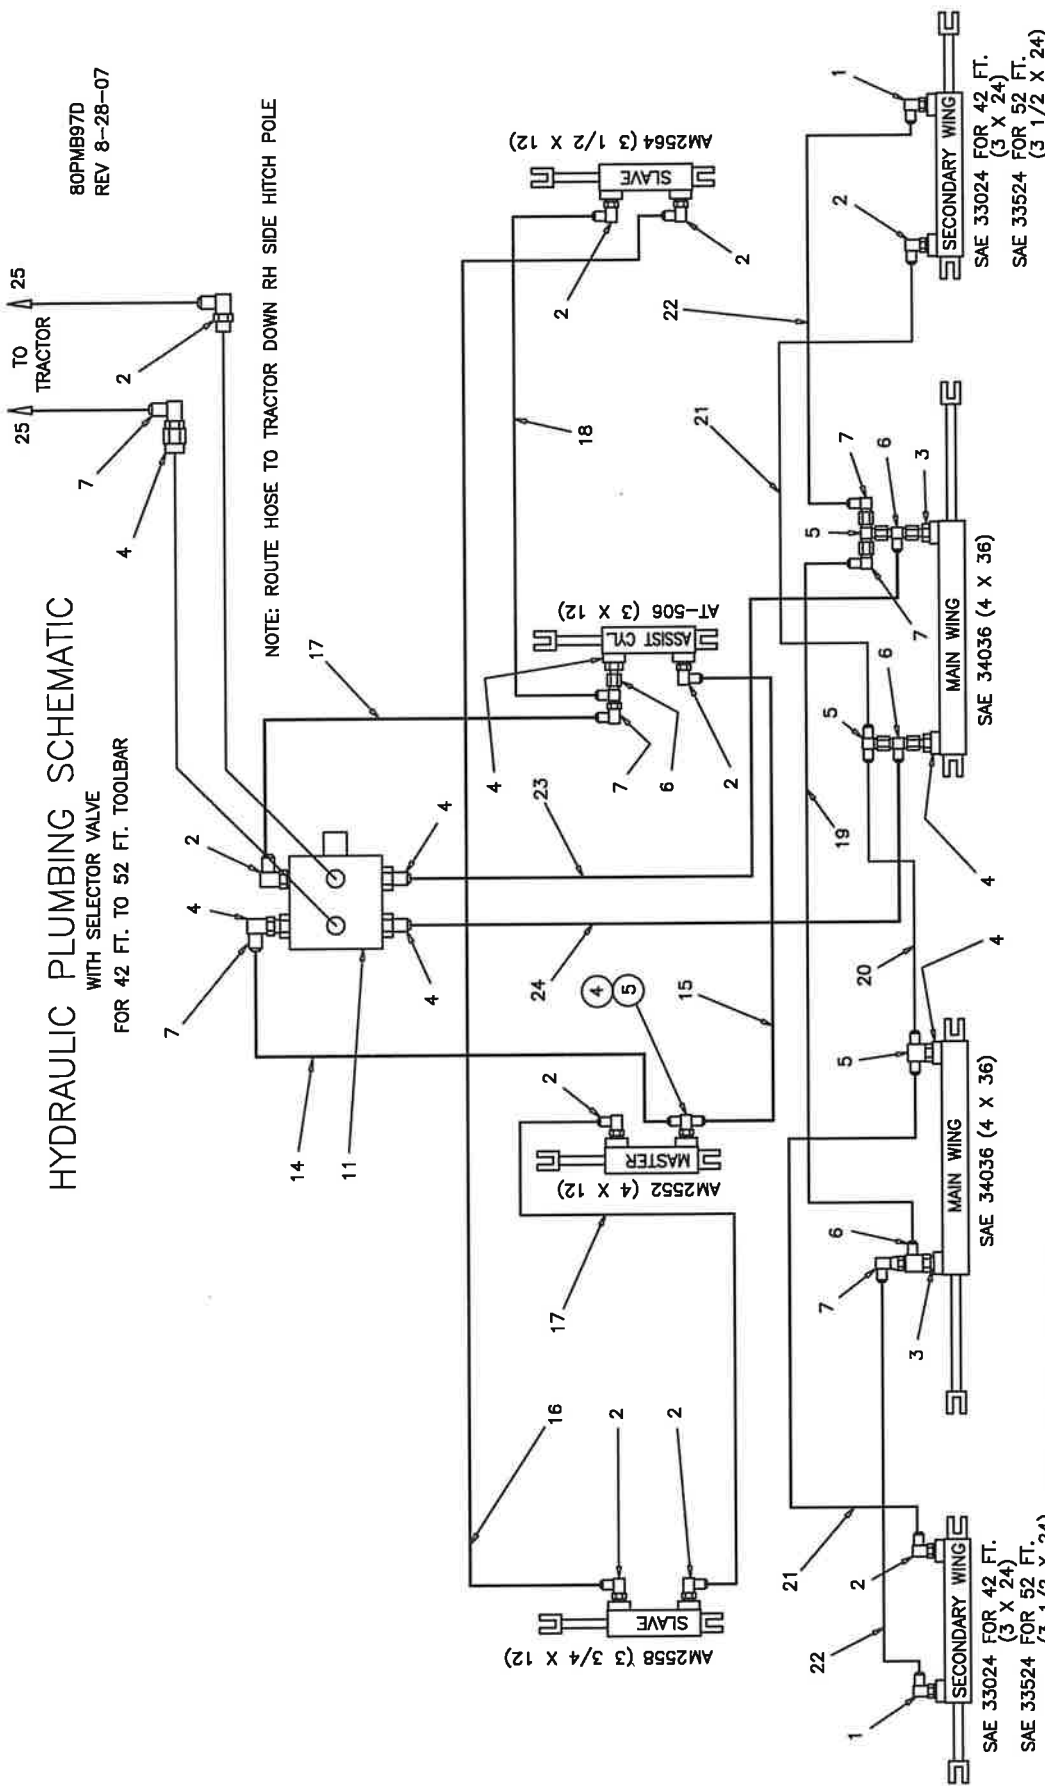 HYDRAULIC PLUMBING SCHEMATIC
WITH SELECTOR VALVE
FOR 42 FT. TO 52 FT. TOOLBAR
80PMB97D
REV 8-28-07
25
TO
TRACTOR
25
7
4
2
NOTE: ROUTE HOSE TO TRACTOR DOWN RH SIDE HITCH POLE
7
4
2
17
14
11
4
4
16
17
2
4
5
24
23
15
4
7
6
2
18
2
2
2
2
AM2558 (3 3/4 X 12)
SLAVE
AM2552 (4 X 12)
MASTER
AT-506 (3 X 12)
ASSIST CYL.
AM2564 (3 1/2 X 12)
SLAVE
22
21
1
2
7
3
6
5
20
4
19
5
6
4
7
5
7
6
3
21
22
2
1
SECONDARY WING
SAE 33024 FOR 42 FT.
(3 X 24)
SAE 33524 FOR 52 FT.
(3 1/2 X 24)
MAIN WING
SAE 34036 (4 X 36)
MAIN WING
SAE 34036 (4 X 36)
SECONDARY WING
SAE 33024 FOR 42 FT.
(3 X 24)
SAE 33524 FOR 52 FT.
(3 1/2 X 24)